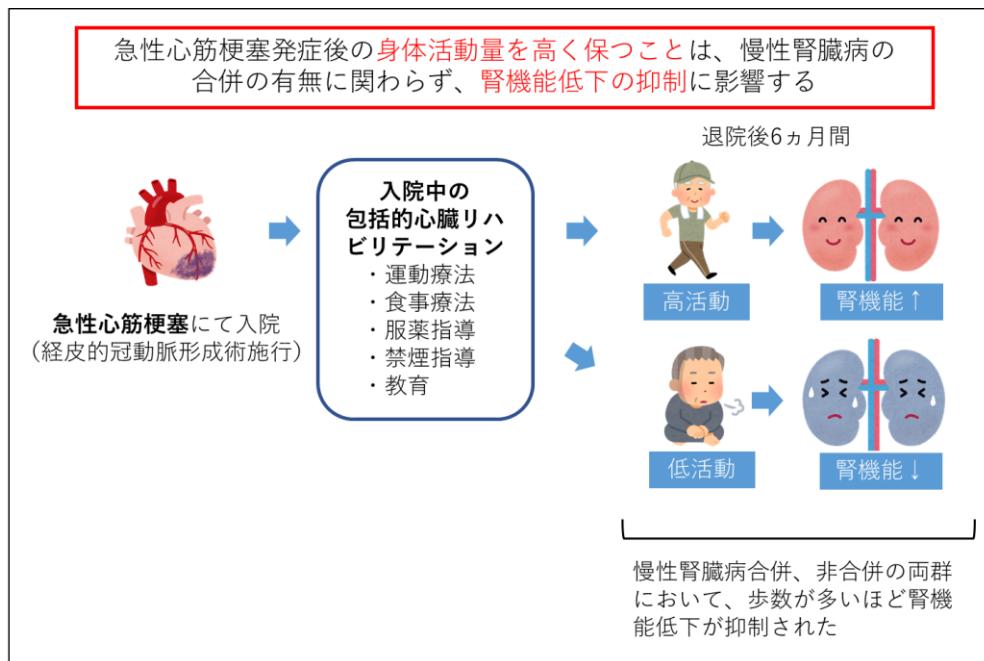 急性心筋梗塞発症後の身体活動量を高く保つことは、慢性腎臓病の
合併の有無に関わらず、腎機能低下の抑制に影響する
退院後6ヵ月間
入院中の
包括的心臓リハ
ビリテーション
・運動療法
・食事療法
・服薬指導
・禁煙指導
・教育
急性心筋梗塞にて入院
（経皮的冠動脈形成術施行）
高活動
腎機能↑
低活動
腎機能↓
慢性腎臓病合併、非合併の両群
において、歩数が多いほど腎機
能低下が抑制された